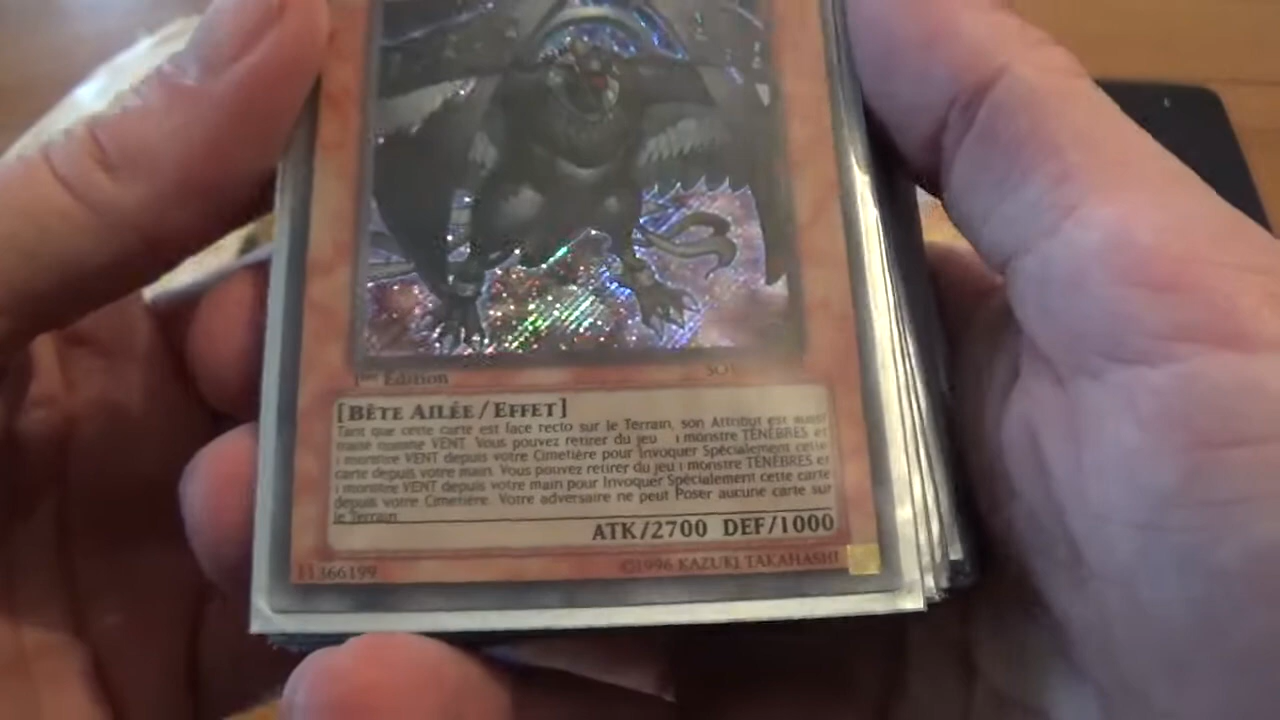 1ère Édition SOV
[BÊTE AILÉE/EFFET]
Tant que cette carte est face recto sur le Terrain, son Attribut est aussi
traité comme VENT. Vous pouvez retirer du jeu 1 monstre TÉNÈBRES et
1 monstre VENT depuis votre Cimetière pour Invoquer Spécialement cette
carte depuis votre main. Vous pouvez retirer du jeu 1 monstre TÉNÈBRES et
1 monstre VENT depuis votre main pour Invoquer Spécialement cette carte
depuis votre Cimetière. Votre adversaire ne peut Poser aucune carte sur
le Terrain.
ATK/2700 DEF/1000
11366199 ©1996 KAZUKI TAKAHASHI